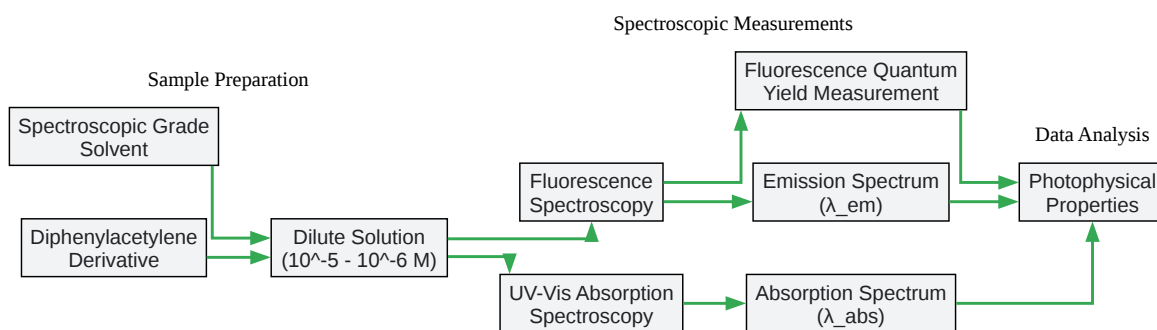 Spectroscopic Measurements
Sample Preparation
Fluorescence Quantum
Yield Measurement
Spectroscopic Grade
Solvent
Data Analysis
Fluorescence
Spectroscopy
Emission Spectrum
(λ_em)
Photophysical
Properties
Diphenylacetylene
Derivative
Dilute Solution
(10^-5 - 10^-6 M)
UV-Vis Absorption
Spectroscopy
Absorption Spectrum
(λ_abs)